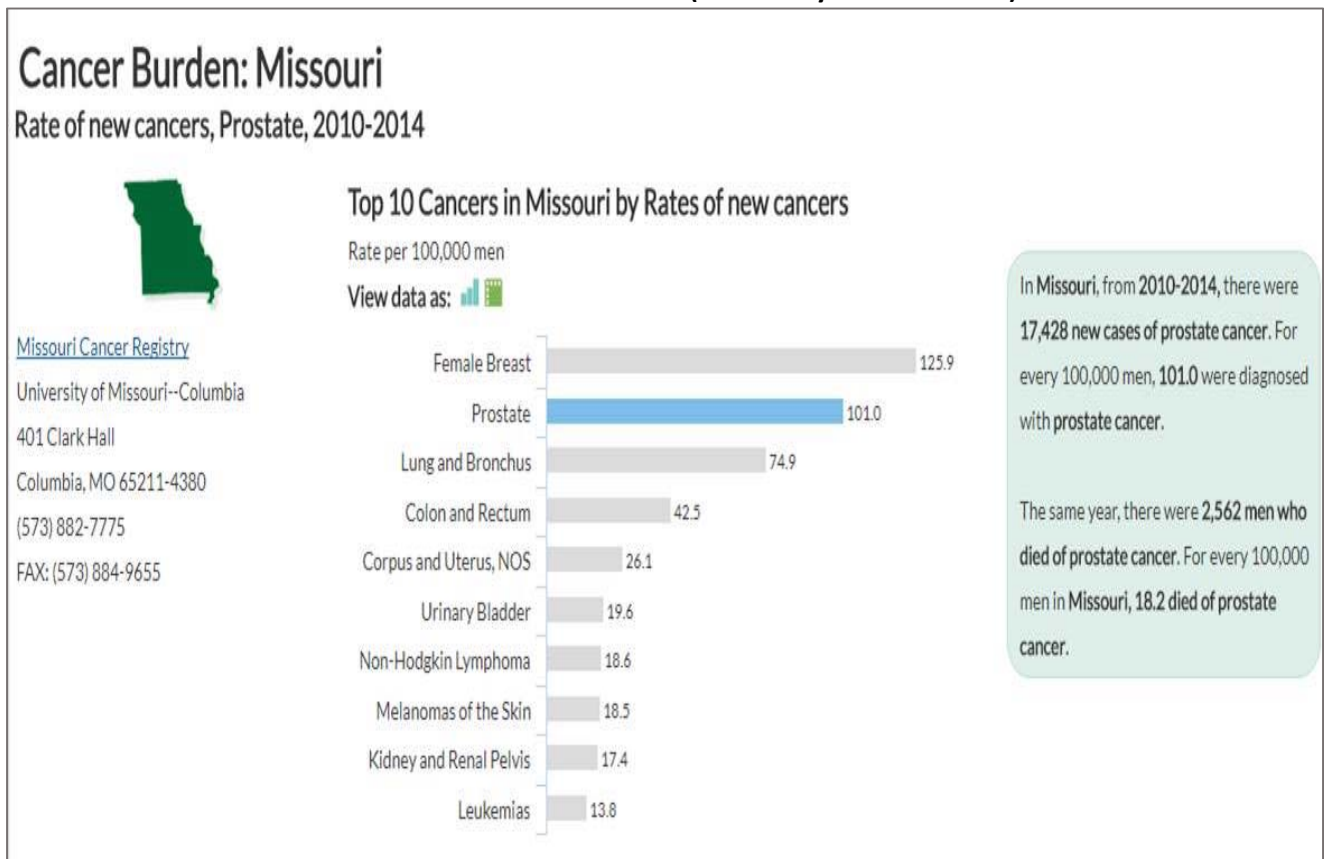 Cancer Burden: Missouri
Rate of new cancers, Prostate, 2010-2014
Missouri Cancer Registry
University of Missouri--Columbia
401 Clark Hall
Columbia, MO 65211-4380
(573) 882-7775
FAX: (573) 884-9655
Top 10 Cancers in Missouri by Rates of new cancers
Rate per 100,000 men
View data as:
Female Breast 125.9
Prostate 101.0
Lung and Bronchus 74.9
Colon and Rectum 42.5
Corpus and Uterus, NOS 26.1
Urinary Bladder 19.6
Non-Hodgkin Lymphoma 18.6
Melanomas of the Skin 18.5
Kidney and Renal Pelvis 17.4
Leukemias 13.8
In Missouri, from 2010-2014, there were
17,428 new cases of prostate cancer. For
every 100,000 men, 101.0 were diagnosed
with prostate cancer.
The same year, there were 2,562 men who
died of prostate cancer. For every 100,000
men in Missouri, 18.2 died of prostate
cancer.